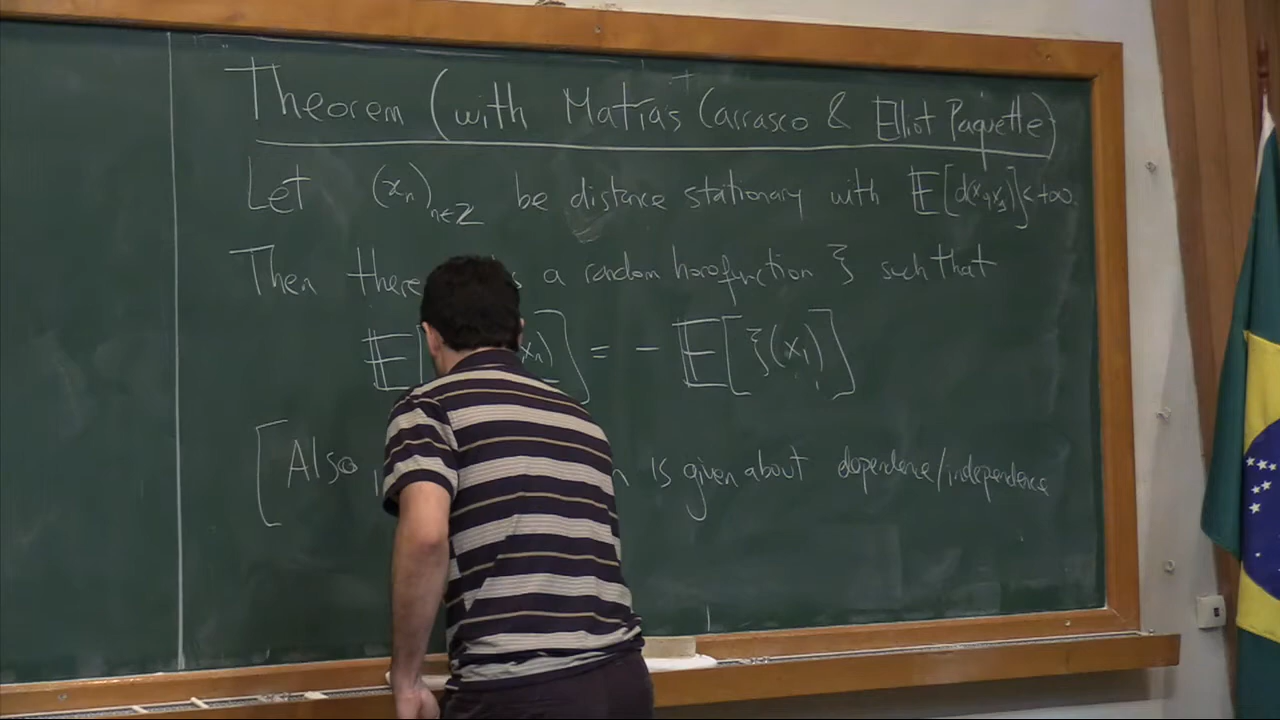 Theorem (with Matías Carrasco & Elliot Paquette)
Let (xₙ)ₙ∈ℤ be distance stationary with 𝔼[d(x₀,x₁)]<+∞.
Then there is a random horofunction ξ such that
𝔼[ (xₙ)] = - 𝔼[ξ(x₁)]
[Also is given about dependence/independence